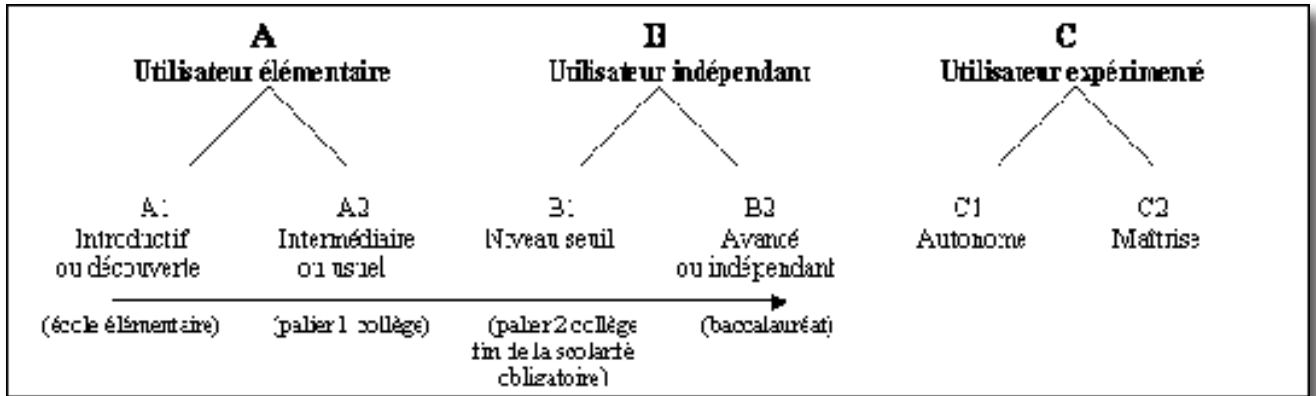 A
Utilisateur élémentaire
B
Utilisateur indépendant
C
Utilisateur expérimenté
A1
Introductif
ou découverte
A2
Intermédiaire
ou usuel
B1
Niveau seuil
B2
Avancé
ou indépendant
C1
Autonome
C2
Maîtrise
(école élémentaire)
(palier 1 collège)
(palier 2 collège
fin de la scolarité
obligatoire)
(baccalauréat)